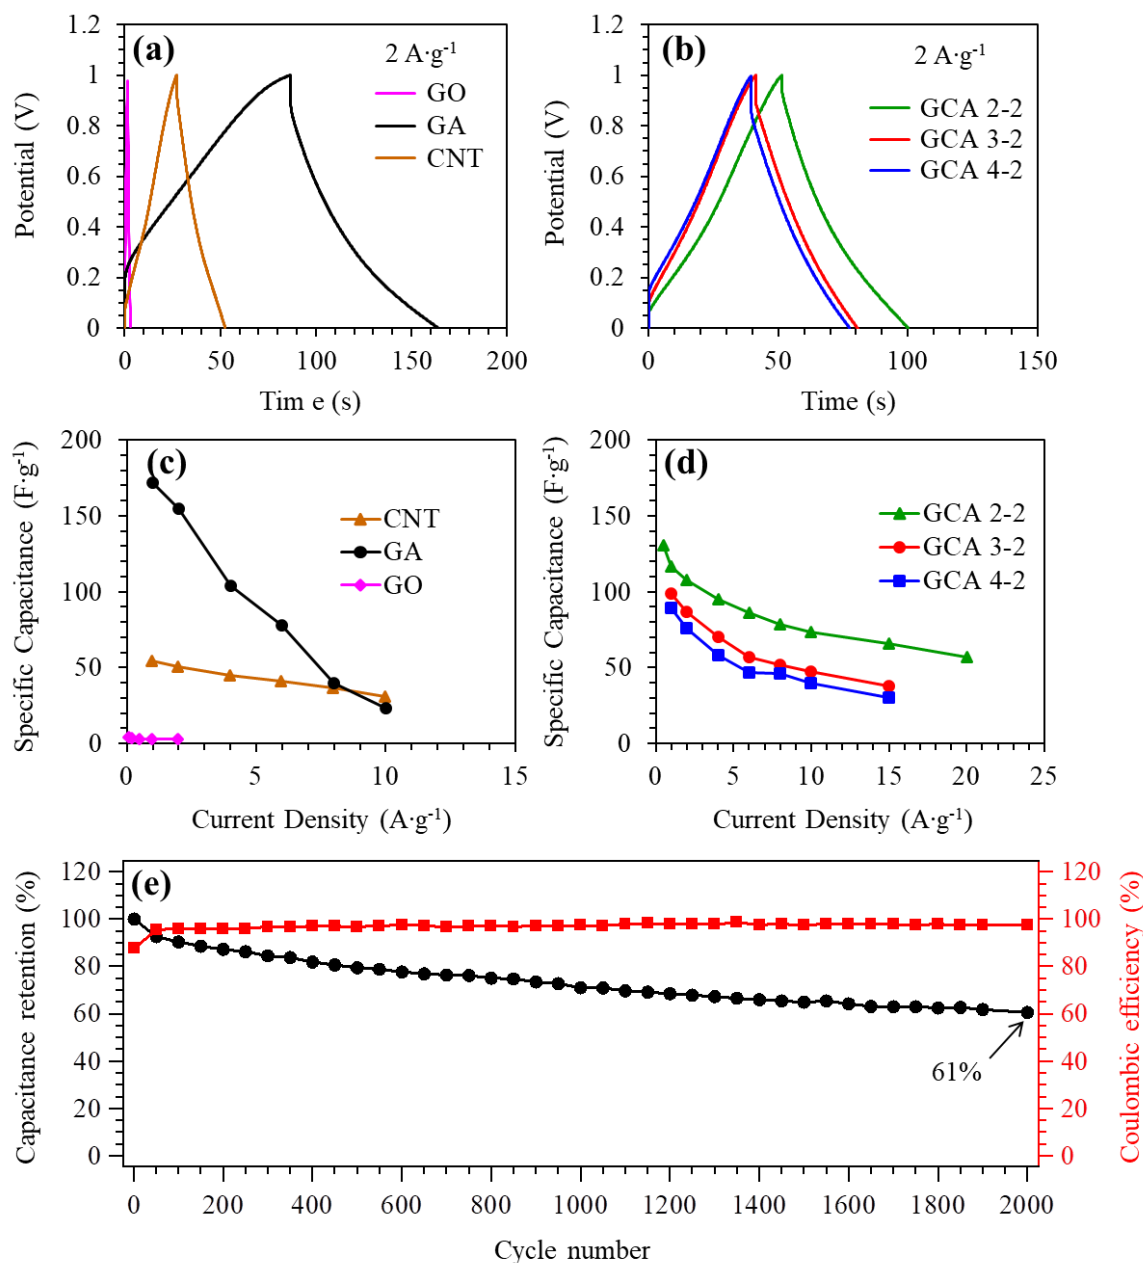 (a)
2 A·g-1
GO
GA
CNT
Potential (V)
1.2
1
0.8
0.6
0.4
0.2
0
0 50 100 150 200
Tim e (s)
(b)
2 A·g-1
GCA 2-2
GCA 3-2
GCA 4-2
Potential (V)
1.2
1
0.8
0.6
0.4
0.2
0
0 50 100 150
Time (s)
(c)
CNT
GA
GO
Specific Capacitance (F·g-1)
200
150
100
50
0
0 5 10 15
Current Density (A·g-1)
(d)
GCA 2-2
GCA 3-2
GCA 4-2
Specific Capacitance (F·g-1)
200
150
100
50
0
0 5 10 15 20 25
Current Density (A·g-1)
(e)
Capacitance retention (%)
120
100
80
60
40
20
0
61%
120
100
80
60
40
20
0
Coulombic efficiency (%)
0 200 400 600 800 1000 1200 1400 1600 1800 2000
Cycle number